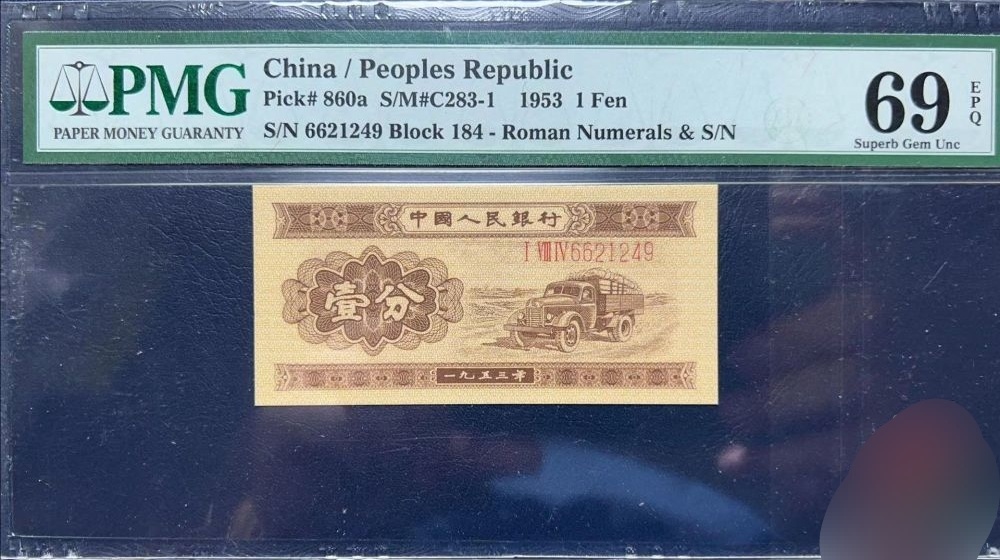 PMG
PAPER MONEY GUARANTY
China / Peoples Republic
Pick# 860a S/M#C283-1 1953 1 Fen
S/N 6621249 Block 184 - Roman Numerals & S/N
69
EPQ
Superb Gem Unc
中國人民銀行
I VIII IV 6621249
壹分
一九五三年